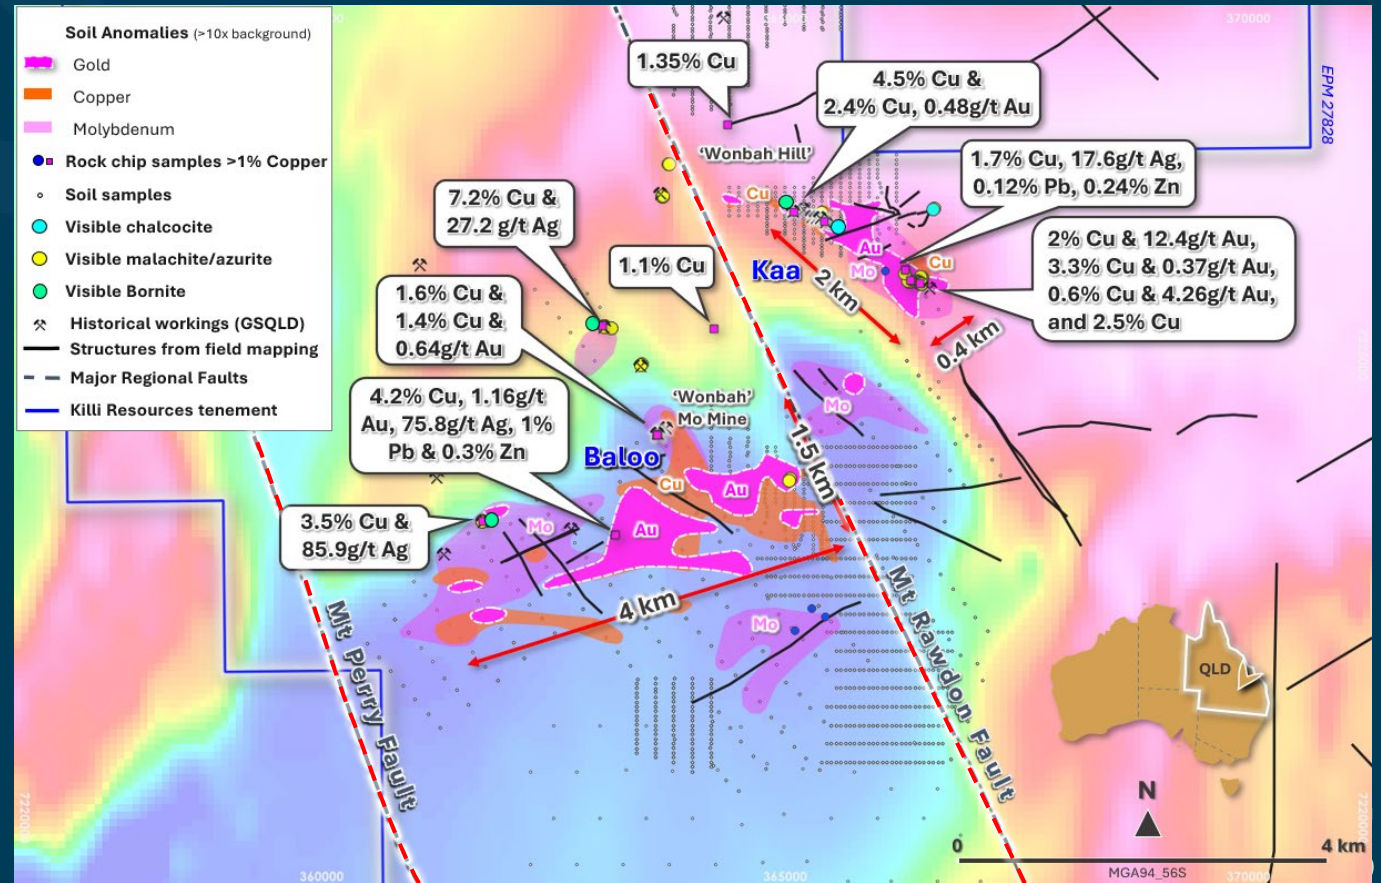 Soil Anomalies (>10x background)
Gold
Copper
Molybdenum
Rock chip samples >1% Copper
Soil samples
Visible chalcocite
Visible malachite/azurite
Visible Bornite
Historical workings (GSQLD)
Structures from field mapping
Major Regional Faults
Killi Resources tenement
370000
EPM 27828
1.35% Cu
4.5% Cu &
2.4% Cu, 0.48g/t Au
'Wonbah Hill'
1.7% Cu, 17.6g/t Ag,
0.12% Pb, 0.24% Zn
7.2% Cu &
27.2 g/t Ag
Cu
Au
Mo
Cu
2% Cu & 12.4g/t Au,
3.3% Cu & 0.37g/t Au,
0.6% Cu & 4.26g/t Au,
and 2.5% Cu
1.1% Cu
Kaa
2 km
0.4 km
1.6% Cu &
1.4% Cu &
0.64g/t Au
4.2% Cu, 1.16g/t
Au, 75.8g/t Ag, 1%
Pb & 0.3% Zn
'Wonbah'
Mo Mine
Mo
1.5 km
Baloo
Cu
Au
Au
3.5% Cu &
85.9g/t Ag
Mo
4 km
Mo
Mt Perry Fault
Mt Rawdon Fault
QLD
N
0
4 km
MGA94_56S
360000
365000
370000